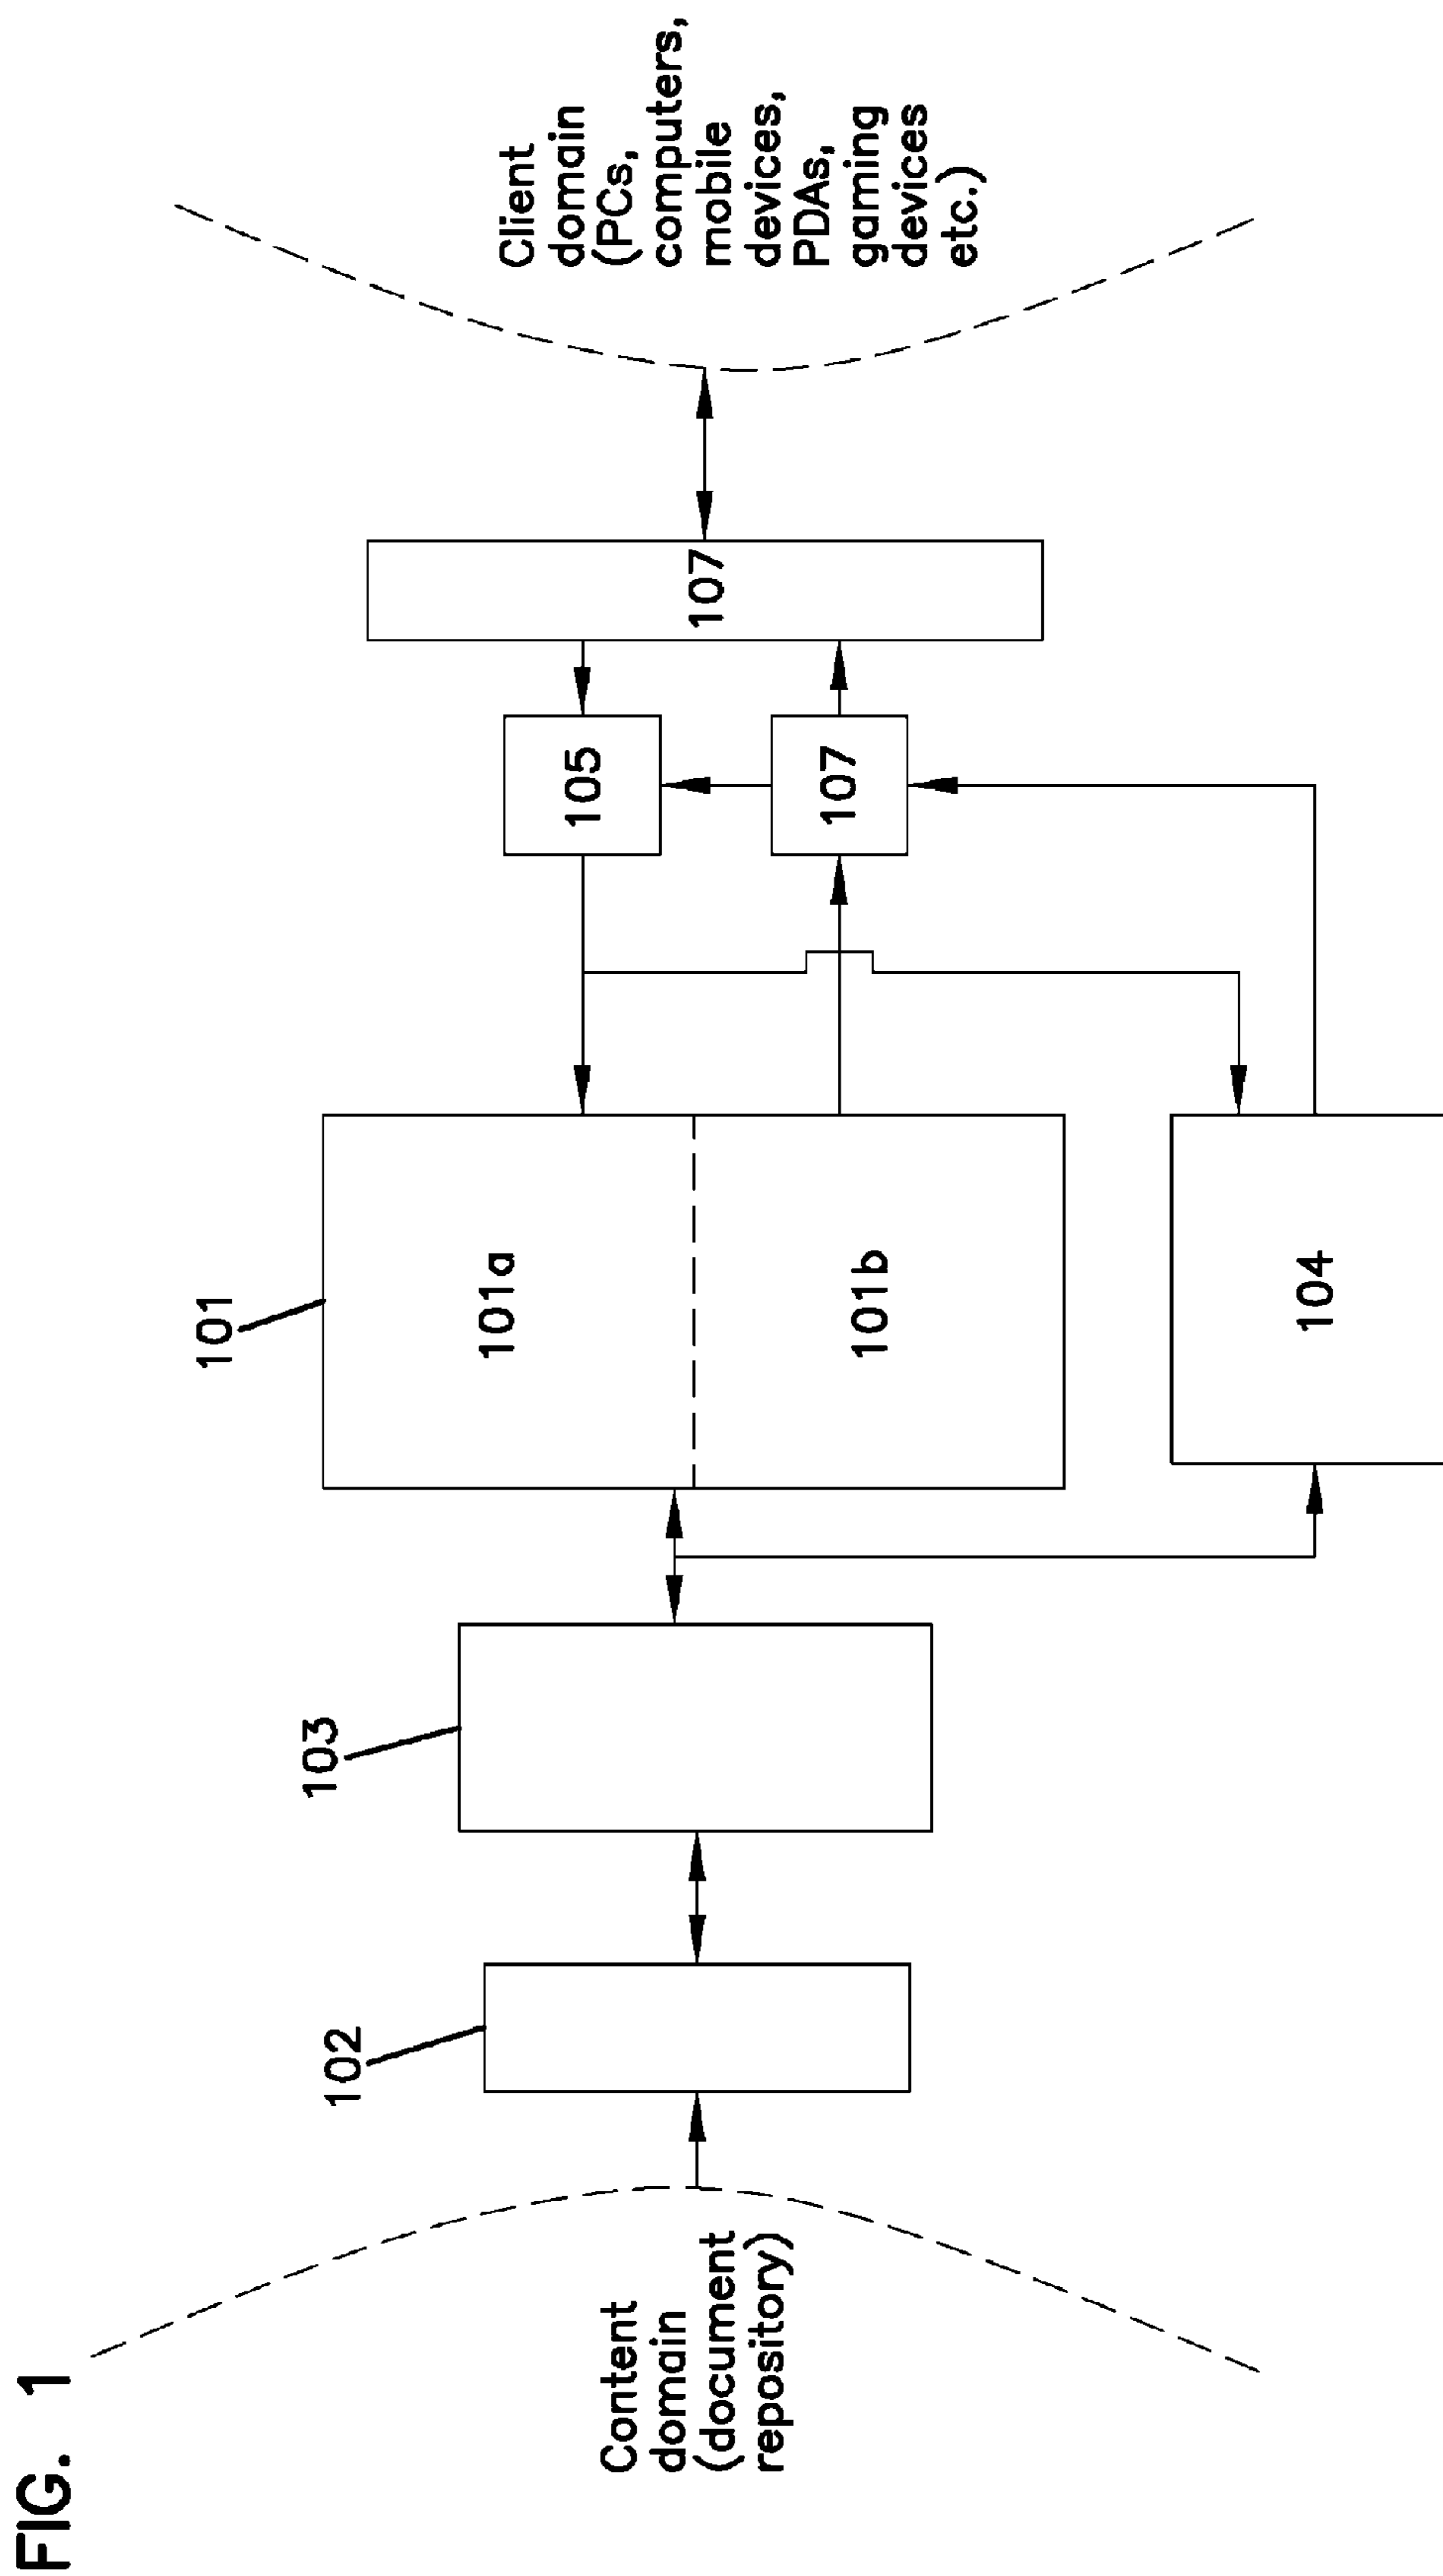 FIG. 1
Content
domain
(document
repository)
102
103
101
101a
101b
104
105
107
107
Client
domain
(PCs,
computers,
mobile
devices,
PDAs,
gaming
devices
etc.)